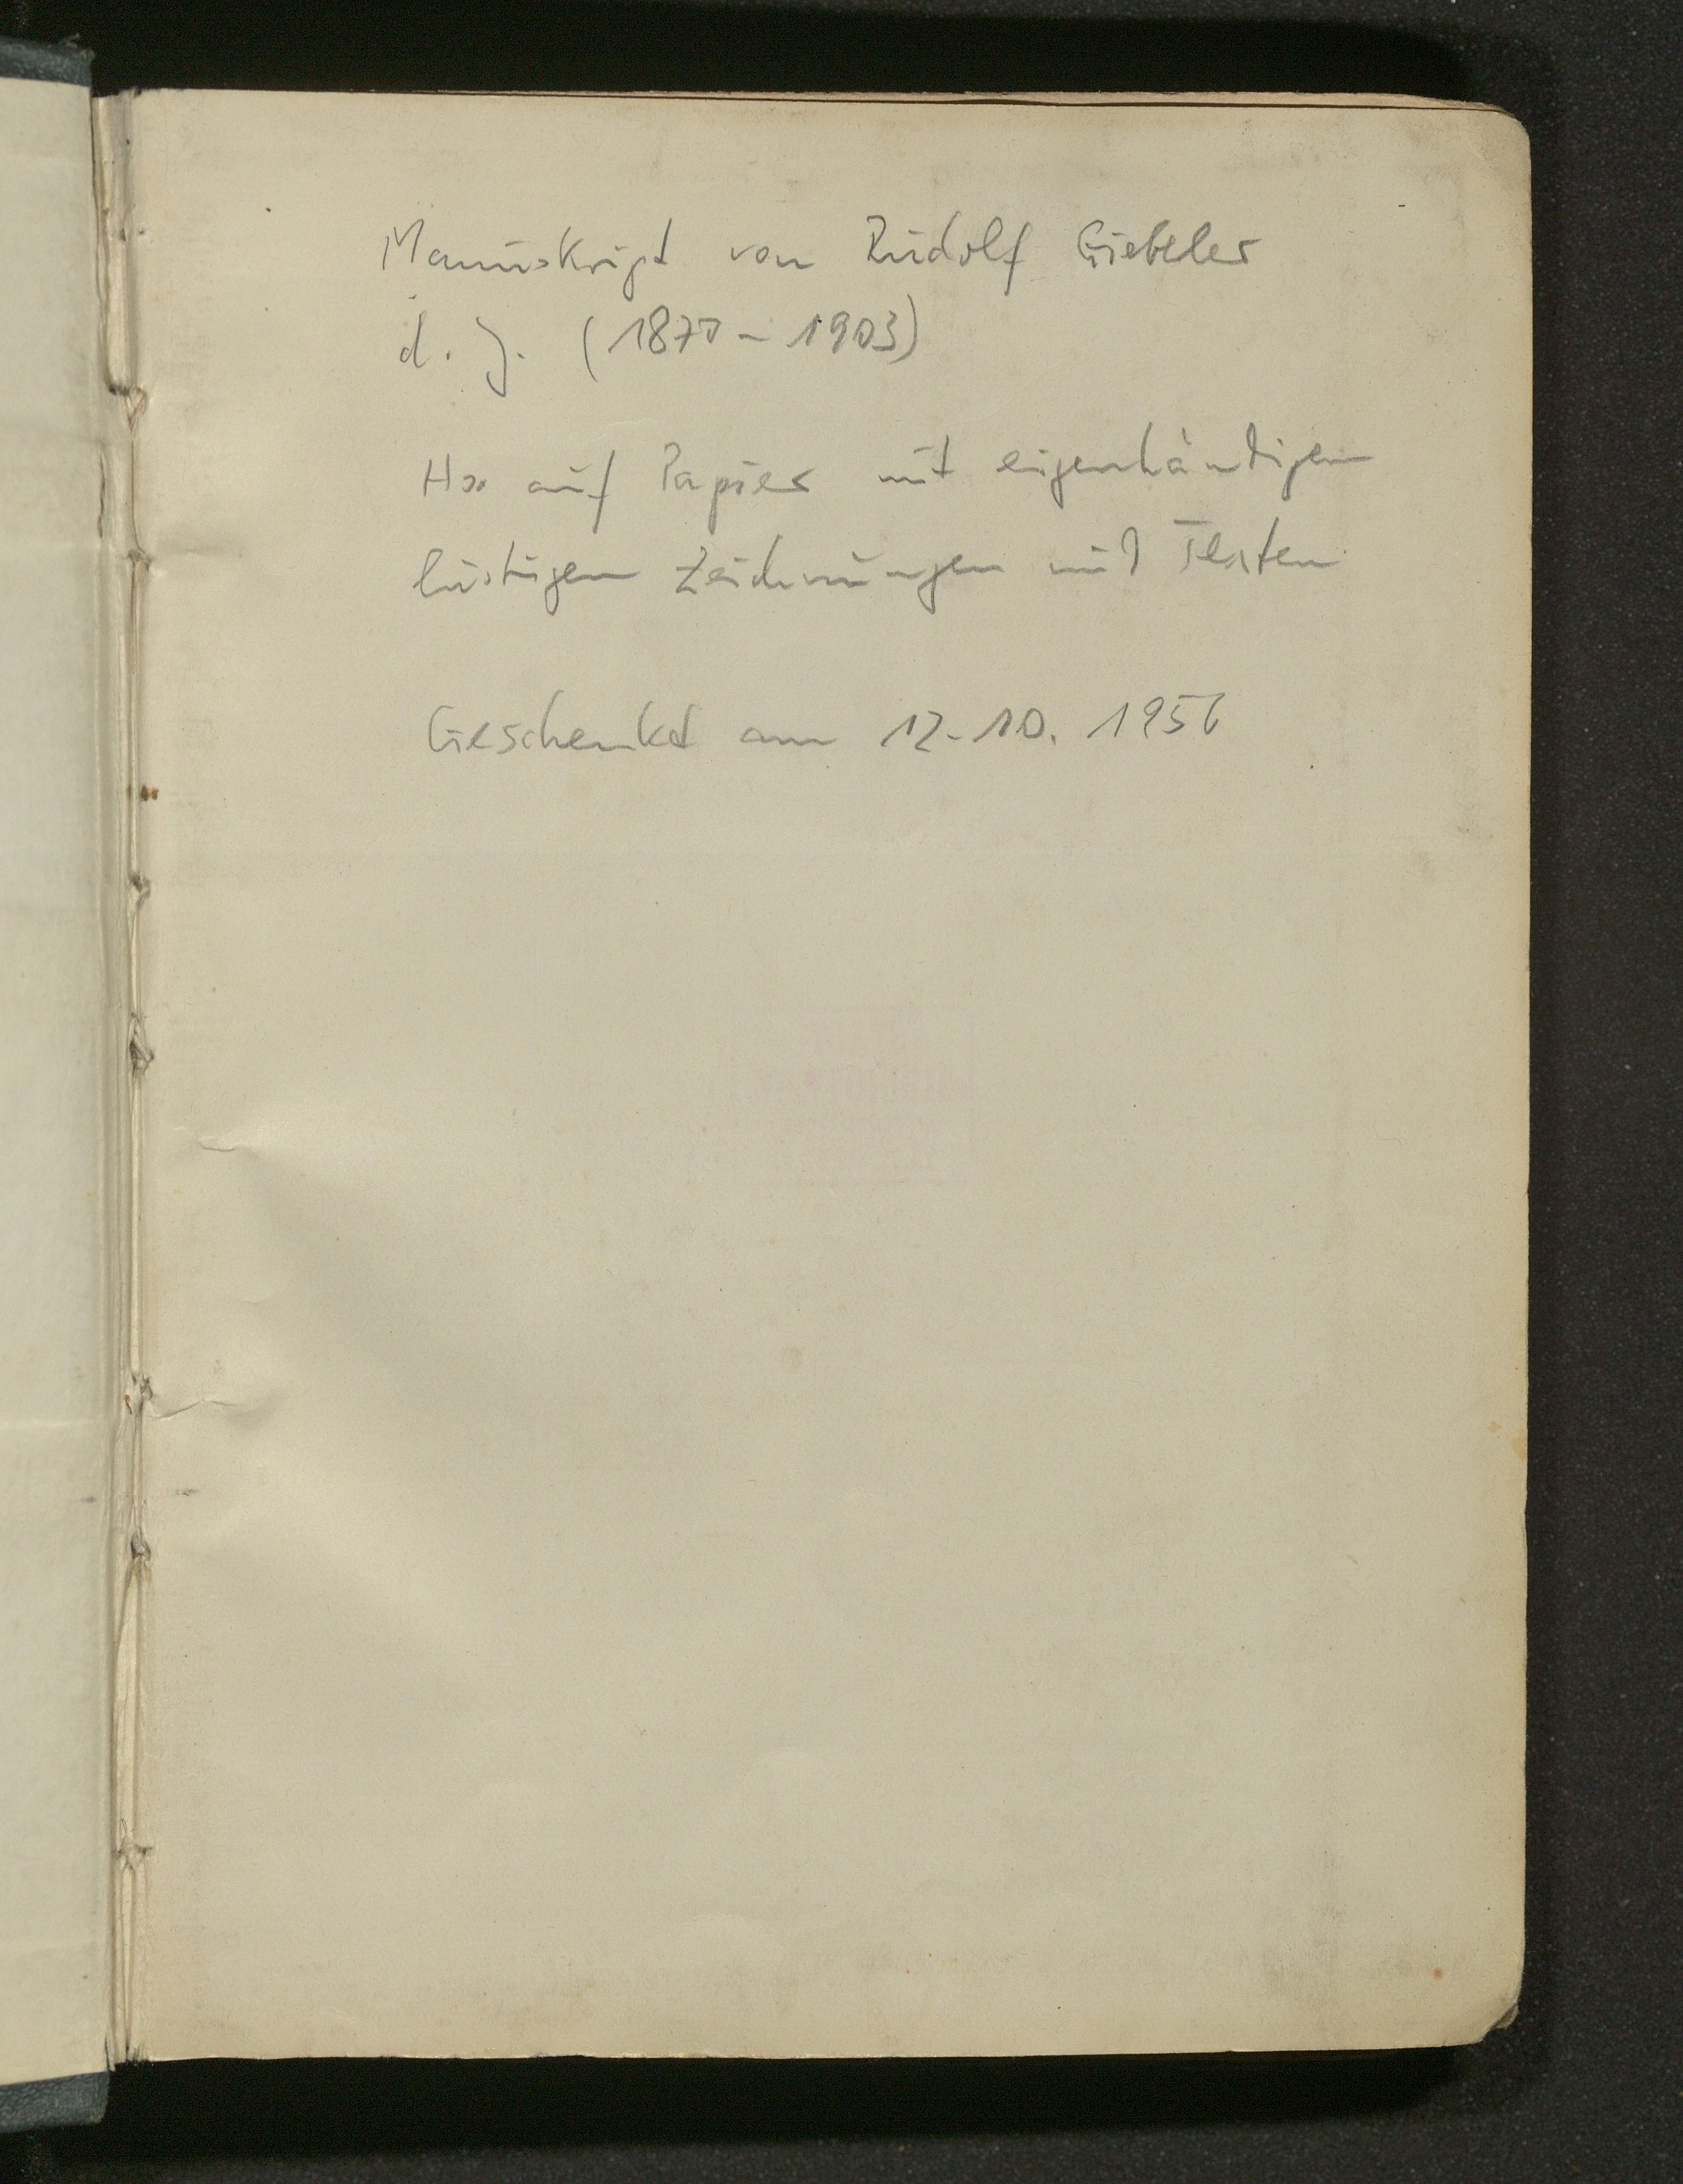 Manuskript von Rudolf Giebeler
d. J. (1870 - 1903)
Hs auf Papier mit eigenhändigen
lustigen Zeichnungen und Texten
Geschenkt am 12.10. 1956